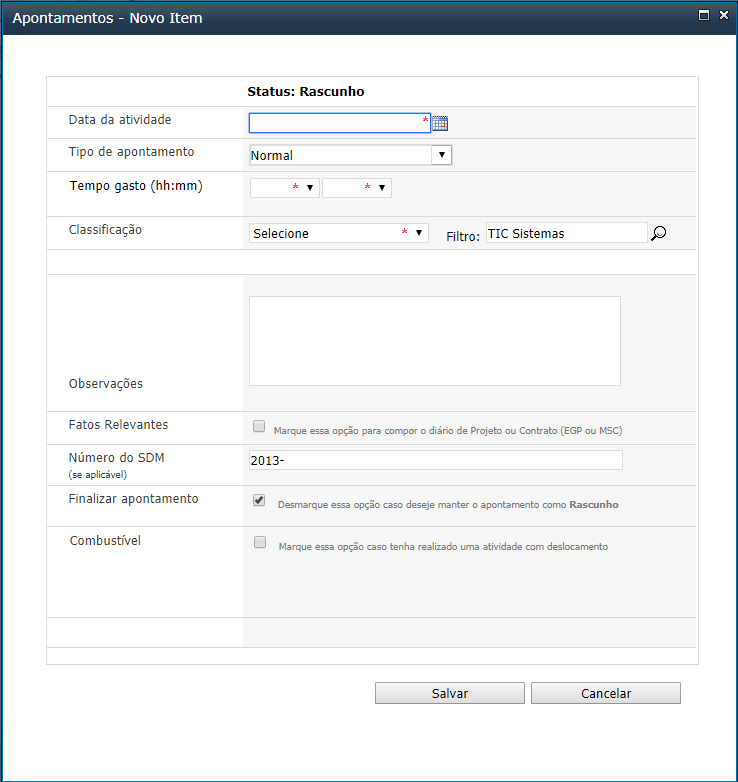 Apontamentos - Novo Item
Status: Rascunho
Data da atividade *
Tipo de apontamento Normal
Tempo gasto (hh:mm) * *
Classificação Selecione * Filtro: TIC Sistemas
Observações
Fatos Relevantes Marque essa opção para compor o diário de Projeto ou Contrato (EGP ou MSC)
Número do SDM 2013-
(se aplicável)
Finalizar apontamento Desmarque essa opção caso deseje manter o apontamento como Rascunho
Combustível Marque essa opção caso tenha realizado uma atividade com deslocamento
Salvar Cancelar